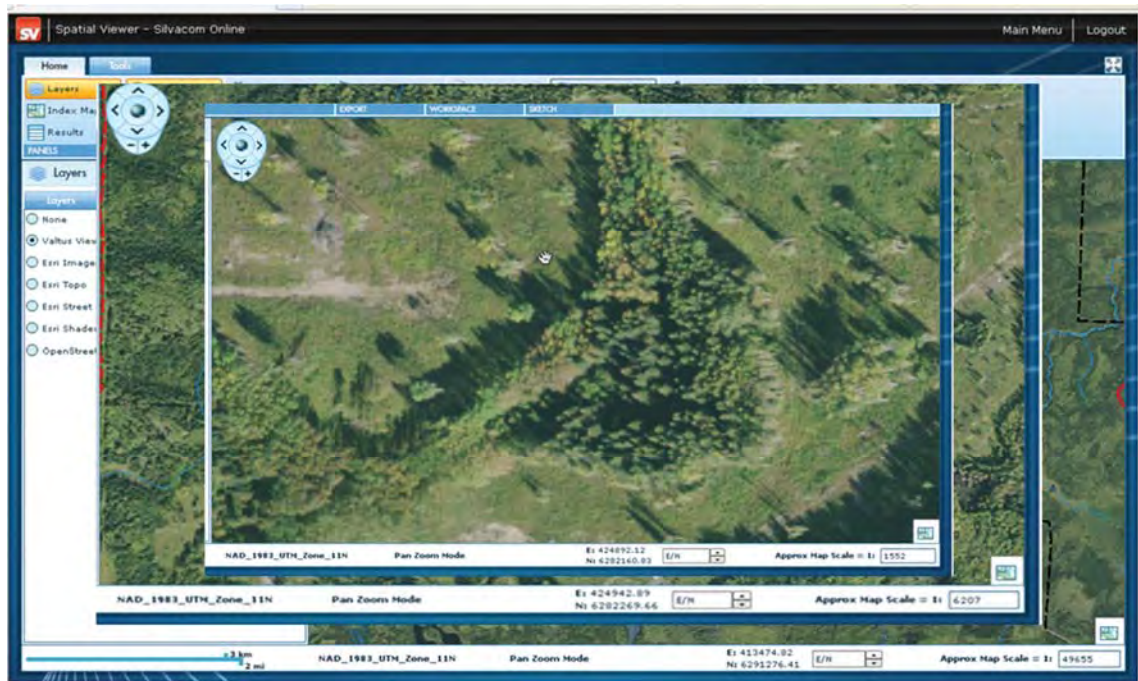 SV Spatial Viewer - Silvacom Online Main Menu Logout
Home Tools
Layers
Index Ma
Results
PANELS
EXPORT WORKSPACE SKETCH
Layers
Layers
None
Valtus View
Esri Image
Esri Topo
Esri Street
Esri Shade
OpenStreet
NAD_1983_UTM_Zone_11N Pan Zoom Mode E: 424892.12 N: 6282160.83 E/N Approx Map Scale = 1: 1552
NAD_1983_UTM_Zone_11N Pan Zoom Mode E: 424942.89 N: 6282269.66 E/N Approx Map Scale = 1: 6207
3 km
2 mi
NAD_1983_UTM_Zone_11N Pan Zoom Mode E: 413474.82 N: 6291276.41 E/N Approx Map Scale = 1: 49655